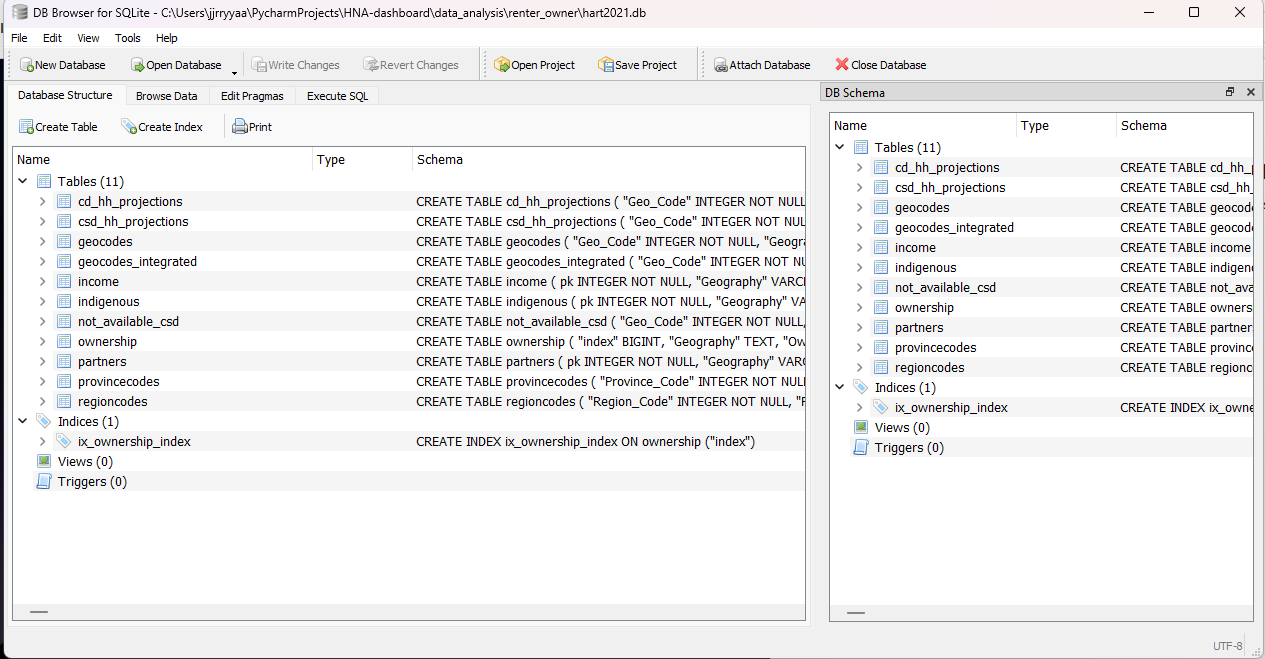 DB Browser for SQLite - C:\Users\jjrryyaa\PycharmProjects\HNA-dashboard\data_analysis\renter_owner\hart2021.db
File Edit View Tools Help
New Database Open Database Write Changes Revert Changes Open Project Save Project Attach Database Close Database
Database Structure Browse Data Edit Pragmas Execute SQL
Create Table Create Index Print
Name Type Schema
Tables (11)
cd_hh_projections CREATE TABLE cd_hh_projections ( "Geo_Code" INTEGER NOT NULL
csd_hh_projections CREATE TABLE csd_hh_projections ( "Geo_Code" INTEGER NOT NUL
geocodes CREATE TABLE geocodes ( "Geo_Code" INTEGER NOT NULL, "Geogra
geocodes_integrated CREATE TABLE geocodes_integrated ( "Geo_Code" INTEGER NOT NU
income CREATE TABLE income ( pk INTEGER NOT NULL, "Geography" VARCH
indigenous CREATE TABLE indigenous ( pk INTEGER NOT NULL, "Geography" VA
not_available_csd CREATE TABLE not_available_csd ( "Geo_Code" INTEGER NOT NULL,
ownership CREATE TABLE ownership ( "index" BIGINT, "Geography" TEXT, "Ow
partners CREATE TABLE partners ( pk INTEGER NOT NULL, "Geography" VARC
provincecodes CREATE TABLE provincecodes ( "Province_Code" INTEGER NOT NULL
regioncodes CREATE TABLE regioncodes ( "Region_Code" INTEGER NOT NULL, "F
Indices (1)
ix_ownership_index CREATE INDEX ix_ownership_index ON ownership ("index")
Views (0)
Triggers (0)
DB Schema
Name Type Schema
Tables (11)
cd_hh_projections CREATE TABLE cd_hh_p
csd_hh_projections CREATE TABLE csd_hh_
geocodes CREATE TABLE geocod
geocodes_integrated CREATE TABLE geocod
income CREATE TABLE income
indigenous CREATE TABLE indigen
not_available_csd CREATE TABLE not_ava
ownership CREATE TABLE owners
partners CREATE TABLE partner
provincecodes CREATE TABLE province
regioncodes CREATE TABLE regionc
Indices (1)
ix_ownership_index CREATE INDEX ix_owne
Views (0)
Triggers (0)
UTF-8